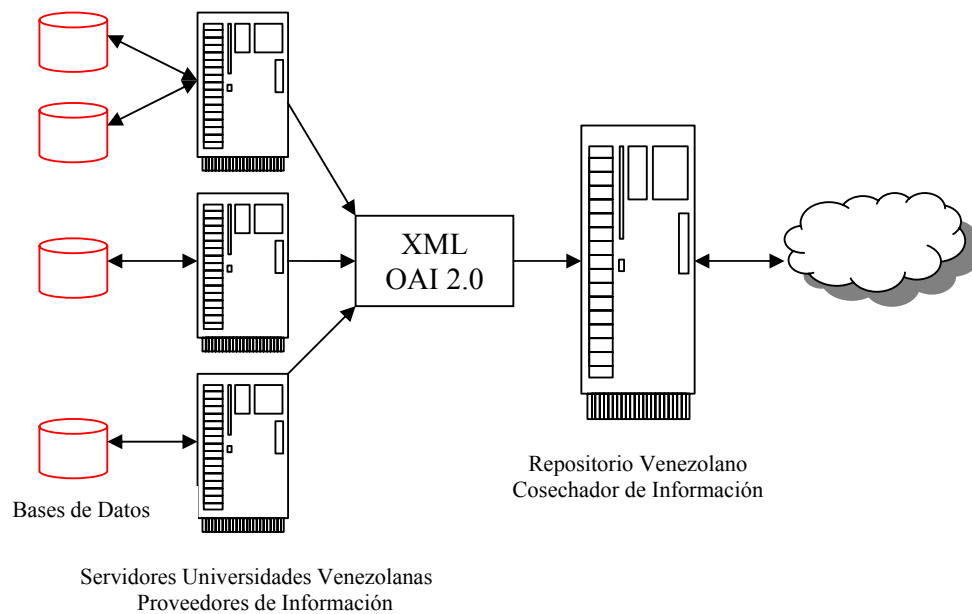 XML
OAI 2.0
Repositorio Venezolano
Cosechador de Información
Bases de Datos
Servidores Universidades Venezolanas
Proveedores de Información